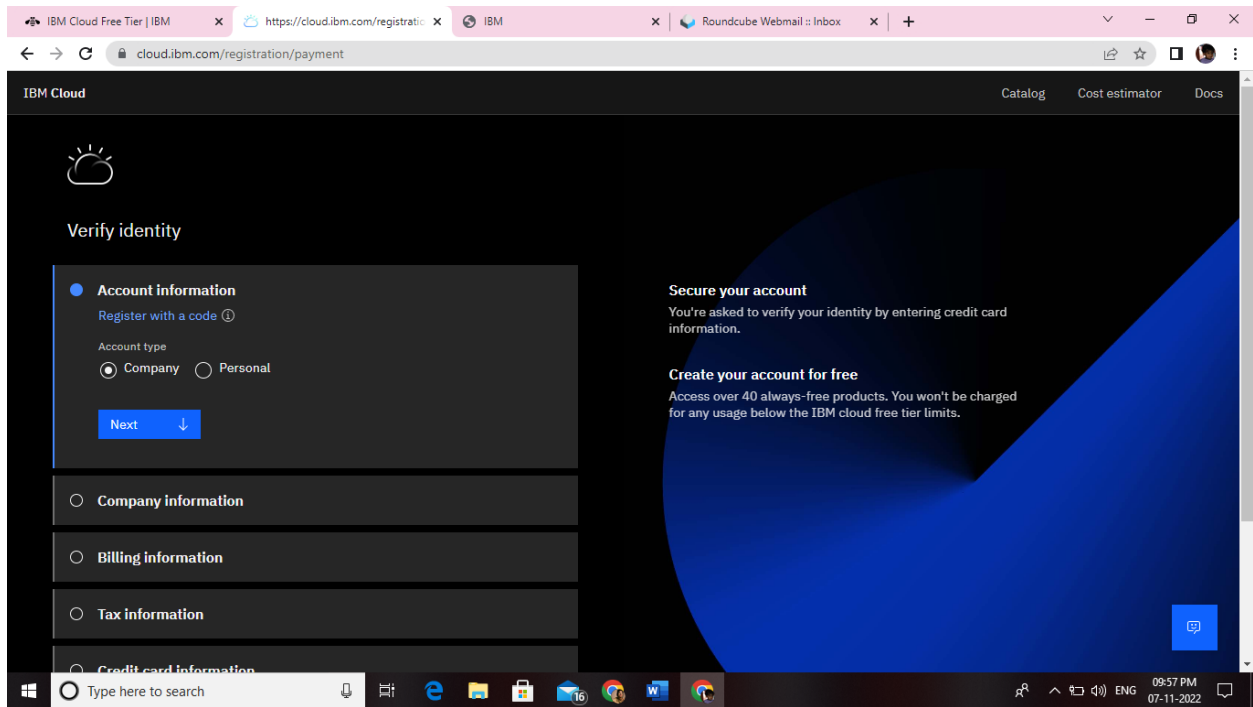 IBM Cloud Free Tier | IBM
https://cloud.ibm.com/registratio
IBM
Roundcube Webmail :: Inbox
cloud.ibm.com/registration/payment
IBM Cloud
Catalog
Cost estimator
Docs
Verify identity
Account information
Register with a code
Account type
Company
Personal
Next
Company information
Billing information
Tax information
Credit card information
Secure your account
You're asked to verify your identity by entering credit card
information.
Create your account for free
Access over 40 always-free products. You won't be charged
for any usage below the IBM cloud free tier limits.
Type here to search
16
ENG
09:57 PM
07-11-2022